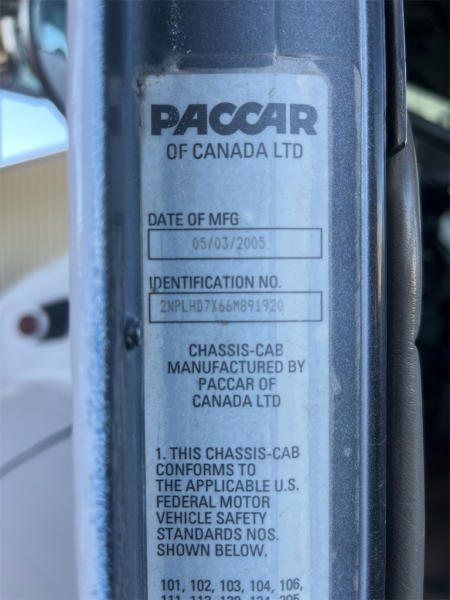 PACCAR
OF CANADA LTD
DATE OF MFG
05/03/2005
IDENTIFICATION NO.
2NPLHD7X66M891920
CHASSIS-CAB
MANUFACTURED BY
PACCAR OF
CANADA LTD
1. THIS CHASSIS-CAB
CONFORMS TO
THE APPLICABLE U.S.
FEDERAL MOTOR
VEHICLE SAFETY
STANDARDS NOS.
SHOWN BELOW.
101, 102, 103, 104, 106,